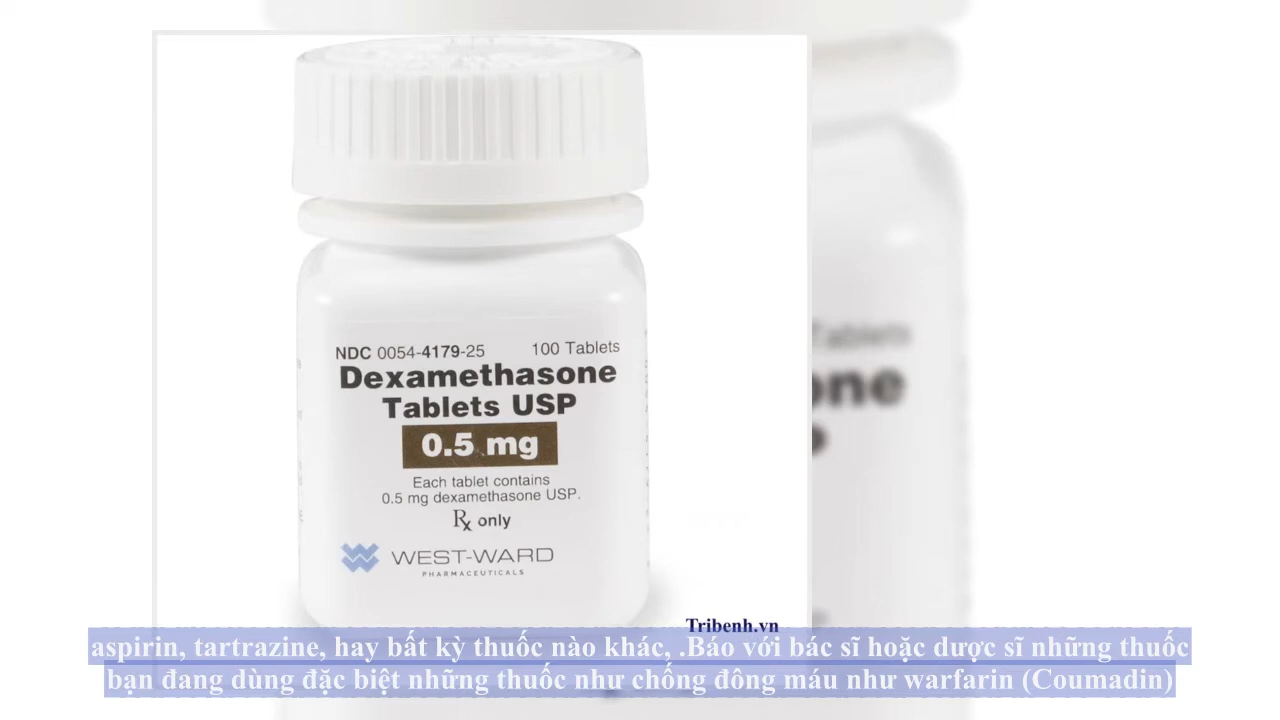 NDC 0054-4179-25 100 Tablets
Dexamethasone
Tablets USP
0.5 mg
Each tablet contains
0.5 mg dexamethasone USP.
Rx only
WEST-WARD
PHARMACEUTICALS
Tribenh.vn
aspirin, tartrazine, hay bất kỳ thuốc nào khác, .Báo với bác sĩ hoặc dược sĩ những thuốc
bạn đang dùng đặc biệt những thuốc như chống đông máu như warfarin (Coumadin)